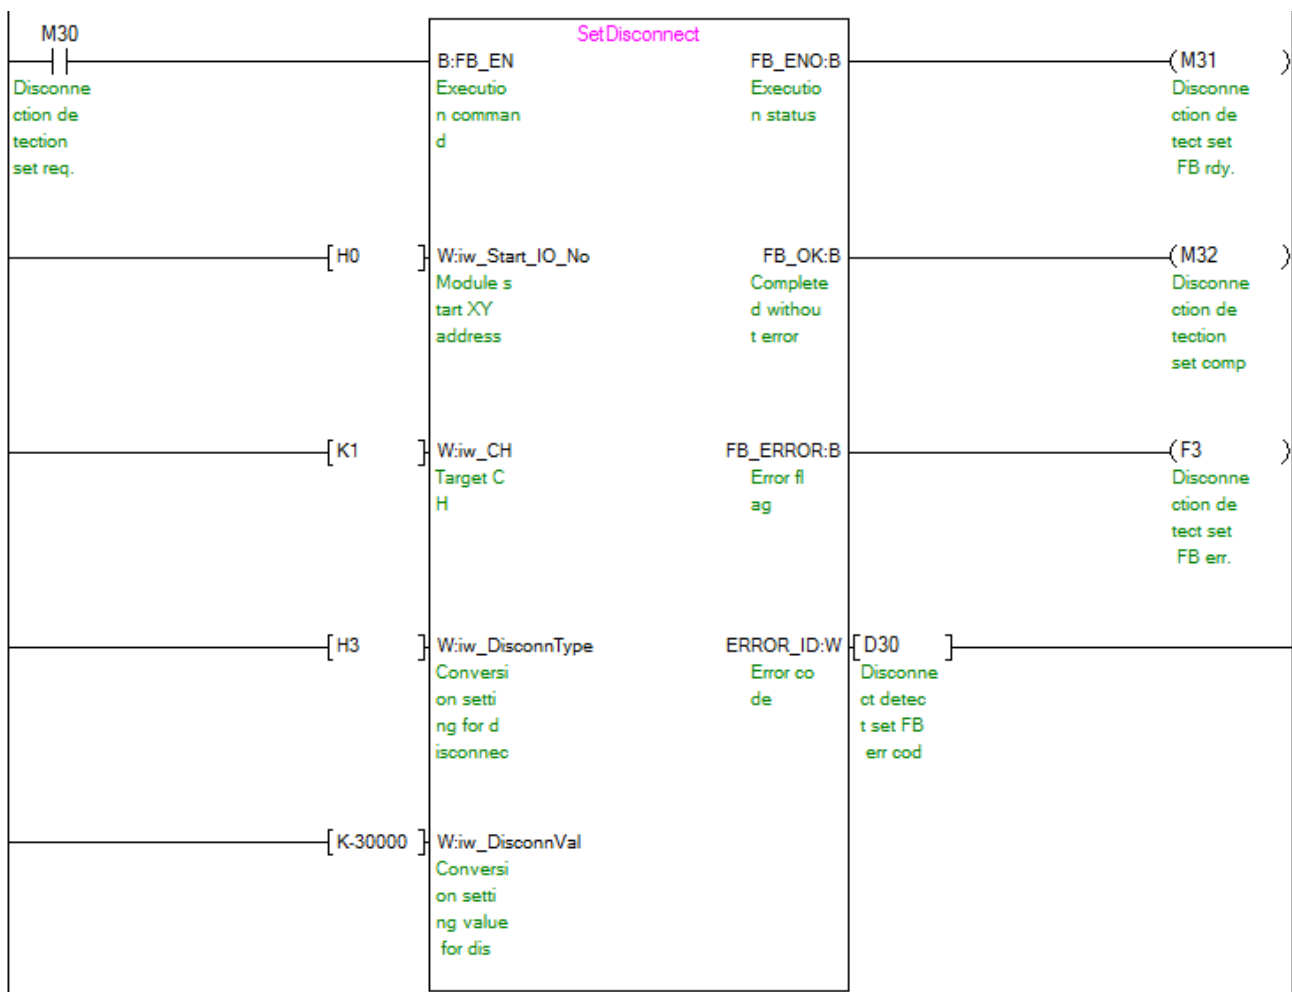 M30
SetDisconnect
B:FB_EN
FB_ENO:B
M31
Disconne
ction de
tection
set req.
Executio
n comman
d
Executio
n status
Disconne
ction de
tect set
FB rdy.
H0
W:iw_Start_IO_No
FB_OK:B
M32
Module s
tart XY
address
Complete
d withou
t error
Disconne
ction de
tection
set comp
K1
W:iw_CH
FB_ERROR:B
F3
Target C
H
Error fl
ag
Disconne
ction de
tect set
FB err.
H3
W:iw_DisconnType
ERROR_ID:W
D30
Conversi
on setti
ng for d
isconnec
Error co
de
Disconne
ct detec
t set FB
err cod
K-30000
W:iw_DisconnVal
Conversi
on setti
ng value
for dis